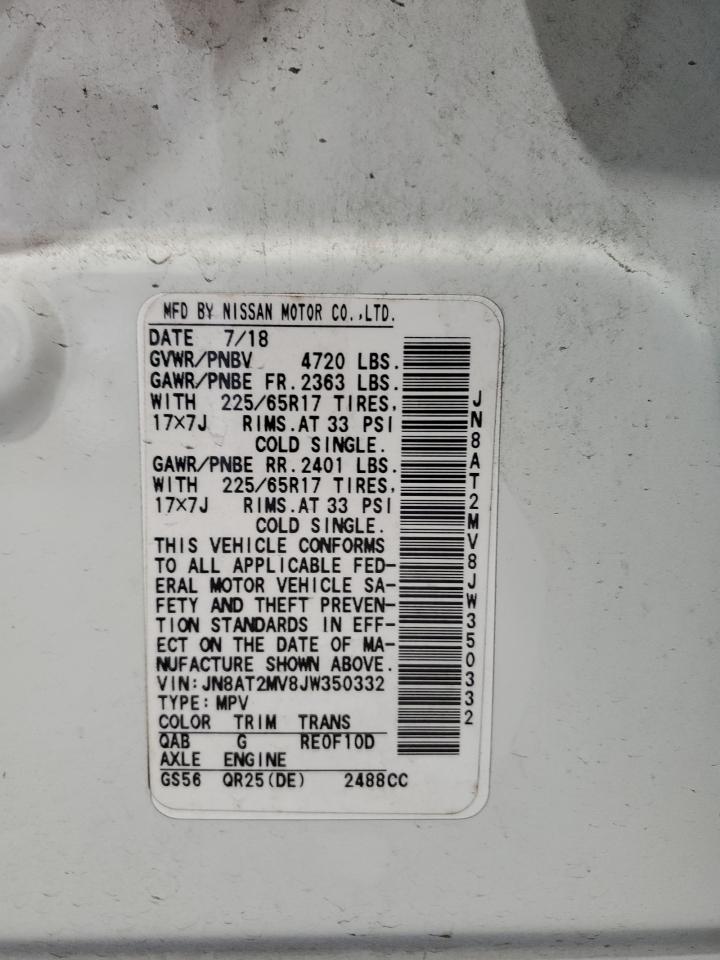 MFD BY NISSAN MOTOR CO.,LTD.
DATE 7/18
GVWR/PNBV 4720 LBS.
GAWR/PNBE FR. 2363 LBS.
WITH 225/65R17 TIRES,
17×7J RIMS. AT 33 PSI
COLD SINGLE.
GAWR/PNBE RR. 2401 LBS.
WITH 225/65R17 TIRES,
17×7J RIMS. AT 33 PSI
COLD SINGLE.
THIS VEHICLE CONFORMS
TO ALL APPLICABLE FED-
ERAL MOTOR VEHICLE SA-
FETY AND THEFT PREVEN-
TION STANDARDS IN EFF-
ECT ON THE DATE OF MA-
NUFACTURE SHOWN ABOVE.
VIN: JN8AT2MV8JW350332
TYPE: MPV
COLOR TRIM TRANS
QAB G RE0F10D
AXLE ENGINE
GS56 QR25(DE) 2488CC
JN8AT2MV8JW350332